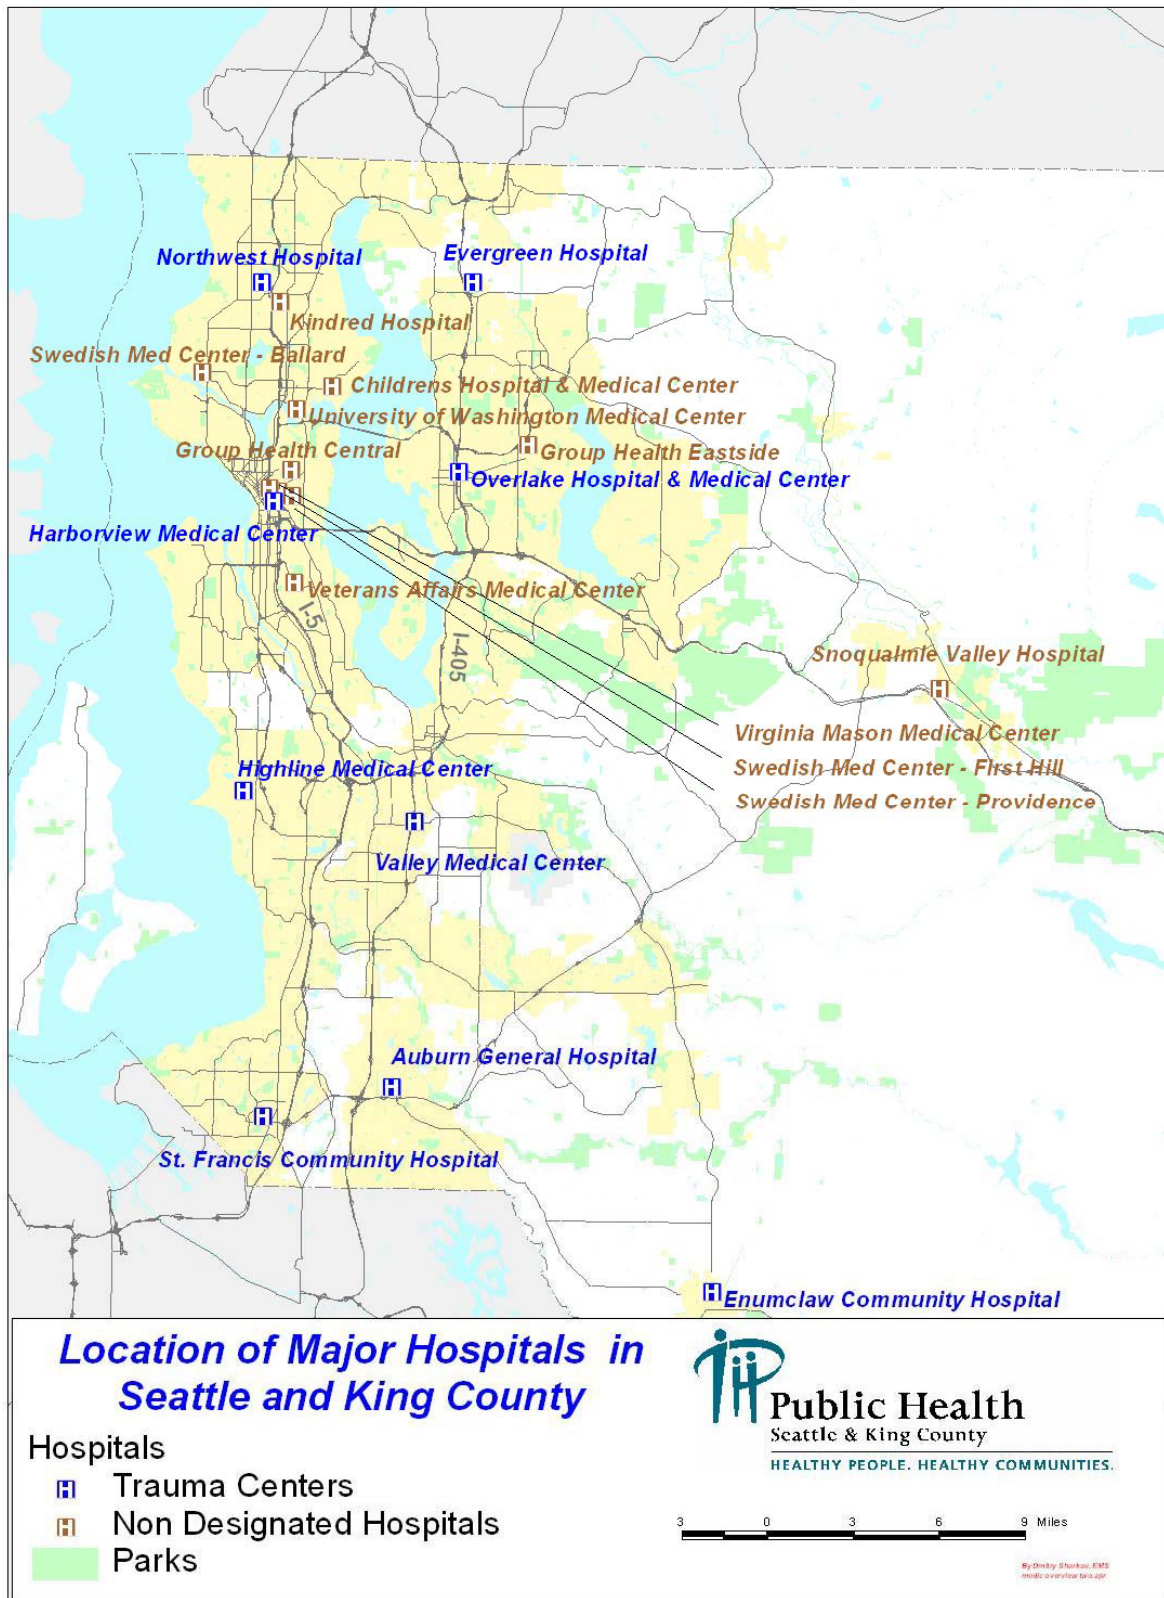 Northwest Hospital
Evergreen Hospital
Kindred Hospital
Swedish Med Center - Ballard
Childrens Hospital & Medical Center
University of Washington Medical Center
Group Health Central
Group Health Eastside
Overlake Hospital & Medical Center
Harborview Medical Center
Veterans Affairs Medical Center
I-5
I-405
Snoqualmie Valley Hospital
Virginia Mason Medical Center
Swedish Med Center - First Hill
Swedish Med Center - Providence
Highline Medical Center
Valley Medical Center
Auburn General Hospital
St. Francis Community Hospital
Enumclaw Community Hospital
Location of Major Hospitals in
Seattle and King County
Hospitals
H Trauma Centers
H Non Designated Hospitals
Parks
Public Health
Seattle & King County
HEALTHY PEOPLE. HEALTHY COMMUNITIES.
3 0 3 6 9 Miles